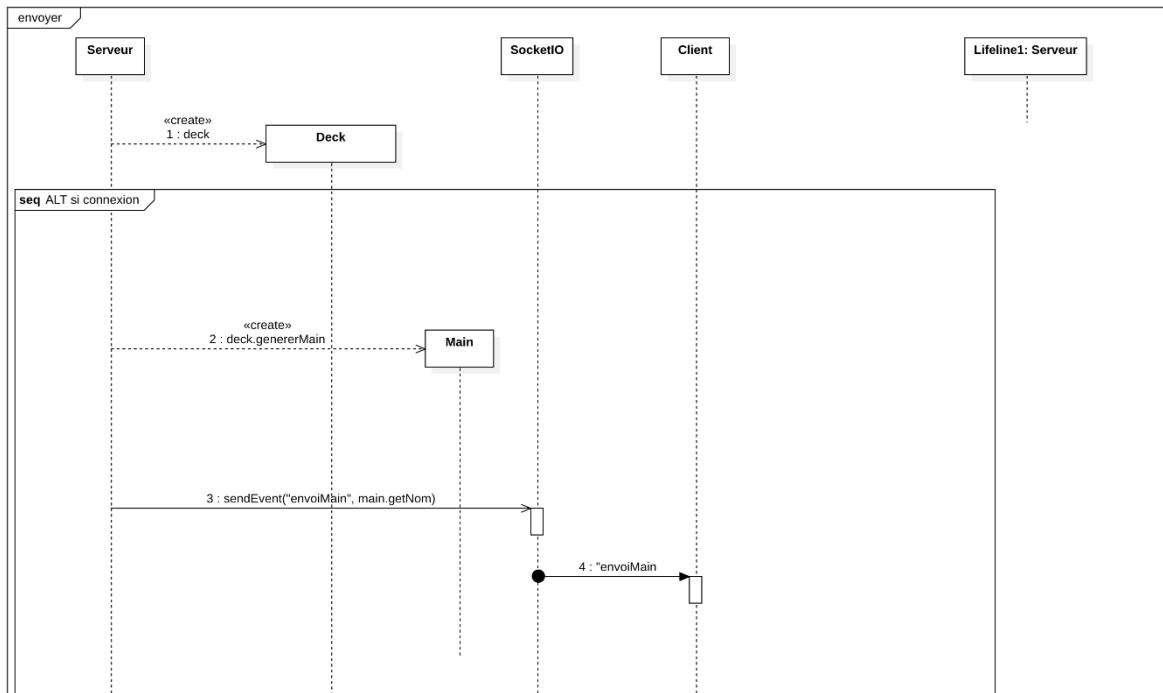 envoyer
Serveur
SocketIO
Client
Lifeline1: Serveur
«create»
1 : deck
Deck
seq ALT si connexion
«create»
2 : deck.genererMain
Main
3 : sendEvent("envoiMain", main.getNom)
4 : "envoiMain